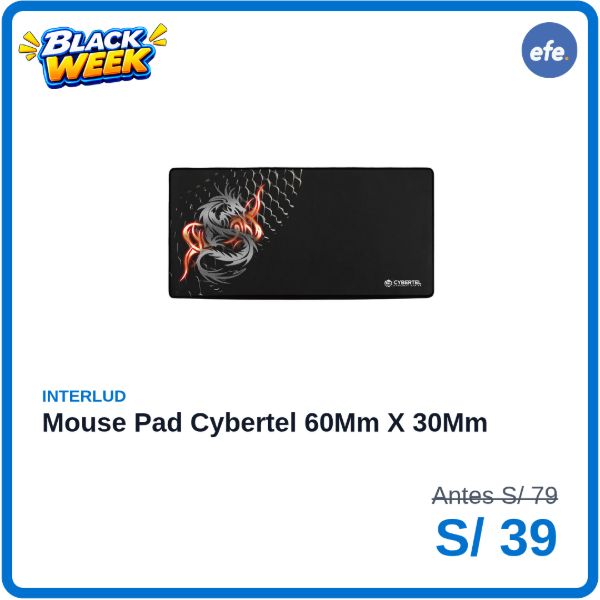 BLACK
WEEK
efe.
CYBERTEL
INTERLUD
Mouse Pad Cybertel 60Mm X 30Mm
Antes S/ 79
S/ 39